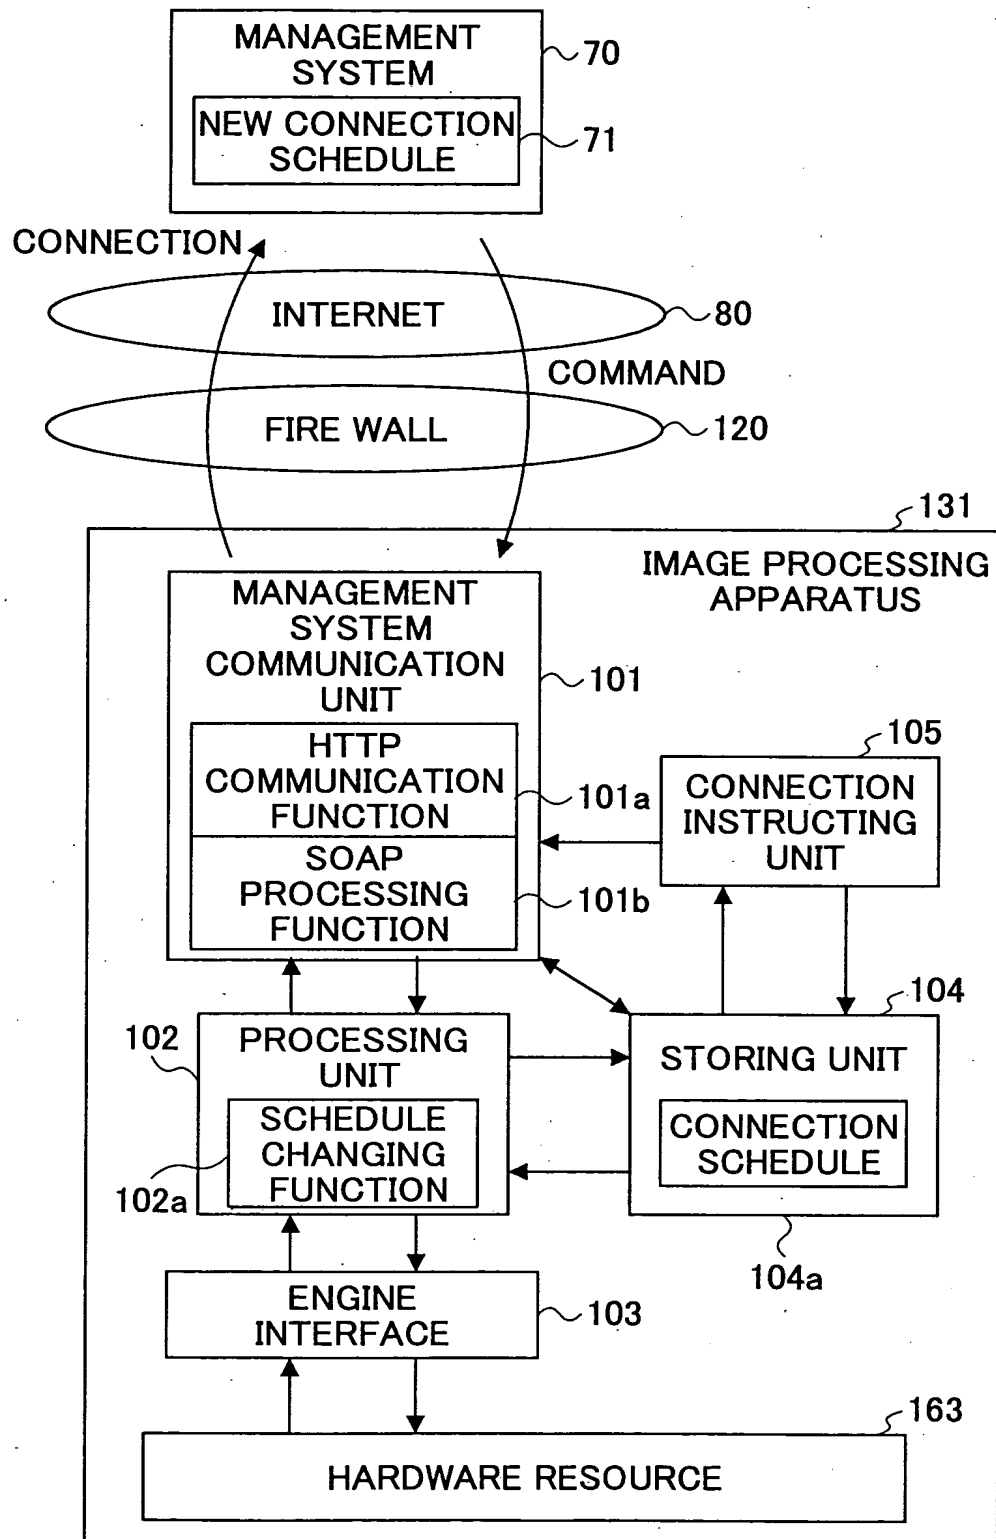 MANAGEMENT
SYSTEM
70
NEW CONNECTION
SCHEDULE
71
CONNECTION
INTERNET
80
COMMAND
FIRE WALL
120
131
IMAGE PROCESSING
APPARATUS
MANAGEMENT
SYSTEM
COMMUNICATION
UNIT
101
HTTP
COMMUNICATION
FUNCTION
101a
SOAP
PROCESSING
FUNCTION
101b
105
CONNECTION
INSTRUCTING
UNIT
102
PROCESSING
UNIT
SCHEDULE
CHANGING
FUNCTION
102a
104
STORING UNIT
CONNECTION
SCHEDULE
104a
ENGINE
INTERFACE
103
163
HARDWARE RESOURCE